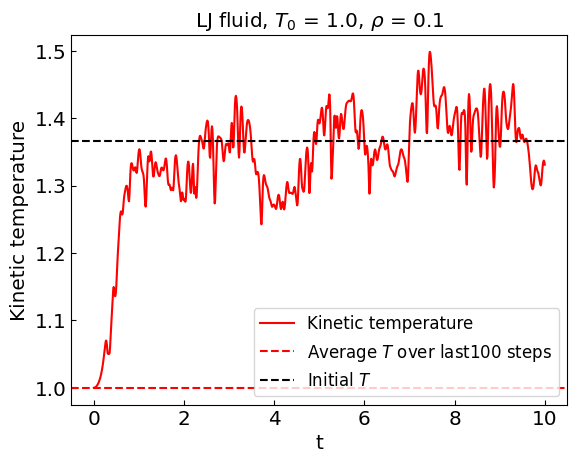 LJ fluid, T₀ = 1.0, ρ = 0.1
Kinetic temperature
1.5
1.4
1.3
1.2
1.1
1.0
Kinetic temperature
Average T over last100 steps
Initial T
0 2 4 6 8 10
t